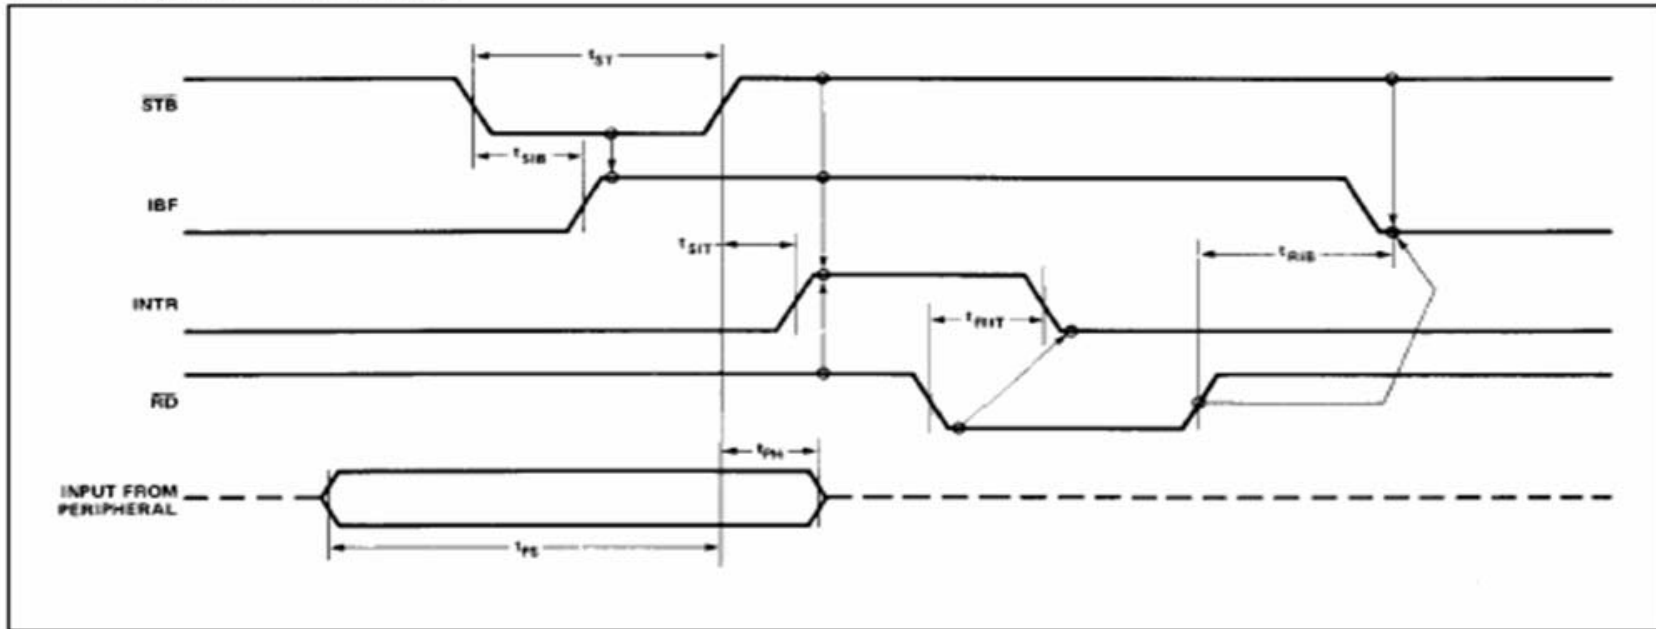 tST
STB
tSIB
IBF
tSIT
tRIB
INTR
tRIT
RD
tPH
INPUT FROM
PERIPHERAL
tPS